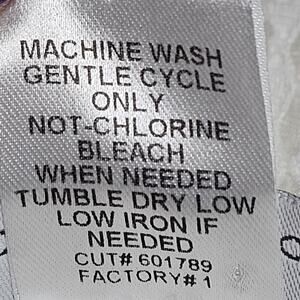 MACHINE WASH
GENTLE CYCLE
ONLY
NOT-CHLORINE
BLEACH
WHEN NEEDED
TUMBLE DRY LOW
LOW IRON IF
NEEDED
CUT# 601789
FACTORY# 1